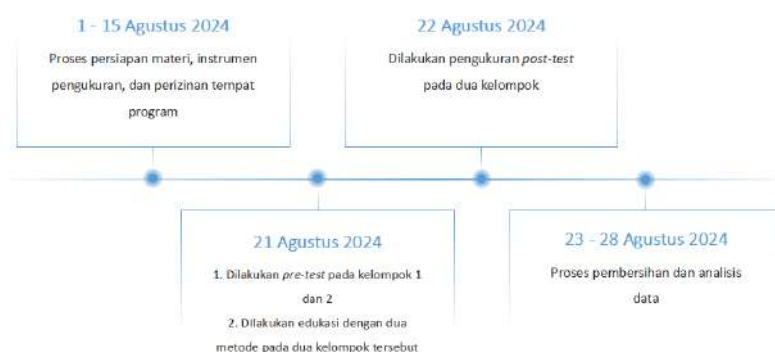 1 - 15 Agustus 2024
Proses persiapan materi, instrumen
pengukuran, dan perizinan tempat
program
21 Agustus 2024
1. Dilakukan pre-test pada kelompok 1
dan 2
2. Dilakukan edukasi dengan dua
metode pada dua kelompok tersebut
22 Agustus 2024
Dilakukan pengukuran post-test
pada dua kelompok
23 - 28 Agustus 2024
Proses pembersihan dan analisis
data